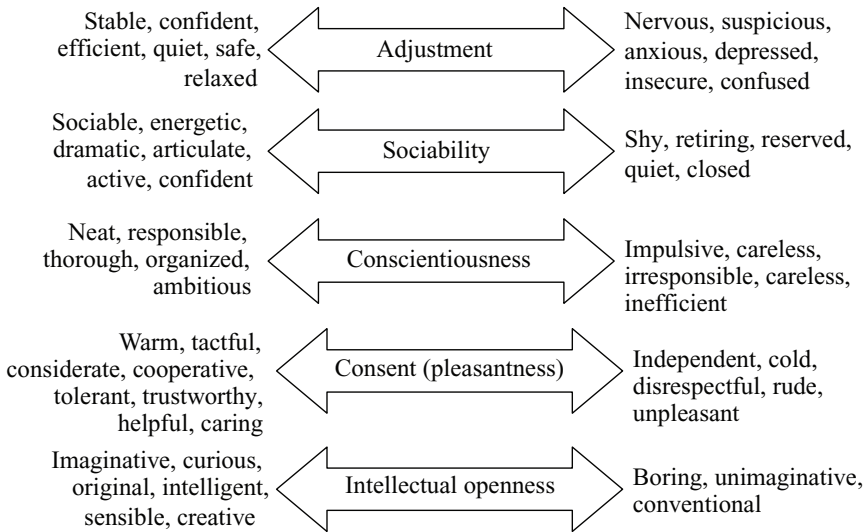 Stable, confident,
efficient, quiet, safe,
relaxed
Adjustment
Nervous, suspicious,
anxious, depressed,
insecure, confused
Sociable, energetic,
dramatic, articulate,
active, confident
Sociability
Shy, retiring, reserved,
quiet, closed
Neat, responsible,
thorough, organized,
ambitious
Conscientiousness
Impulsive, careless,
irresponsible, careless,
inefficient
Warm, tactful,
considerate, cooperative,
tolerant, trustworthy,
helpful, caring
Consent (pleasantness)
Independent, cold,
disrespectful, rude,
unpleasant
Imaginative, curious,
original, intelligent,
sensible, creative
Intellectual openness
Boring, unimaginative,
conventional